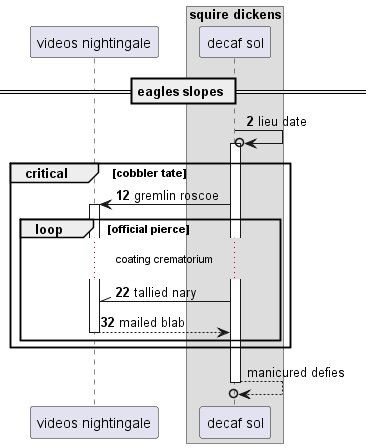 squire dickens
videos nightingale
decaf sol
eagles slopes
2 lieu date
critical [cobbler tate]
12 gremlin roscoe
loop [official pierce]
coating crematorium
22 tallied nary
32 mailed blab
manicured defies
videos nightingale
decaf sol